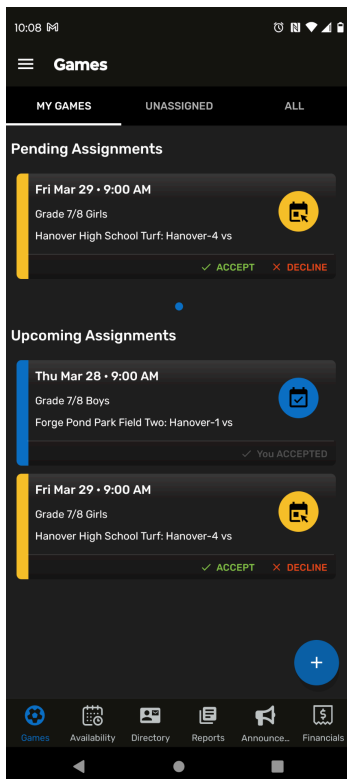 10:08
Games
MY GAMES UNASSIGNED ALL
Pending Assignments
Fri Mar 29 • 9:00 AM
Grade 7/8 Girls
Hanover High School Turf: Hanover-4 vs
ACCEPT DECLINE
Upcoming Assignments
Thu Mar 28 • 9:00 AM
Grade 7/8 Boys
Forge Pond Park Field Two: Hanover-1 vs
You ACCEPTED
Fri Mar 29 • 9:00 AM
Grade 7/8 Girls
Hanover High School Turf: Hanover-4 vs
ACCEPT DECLINE
Games Availability Directory Reports Announce... Financials